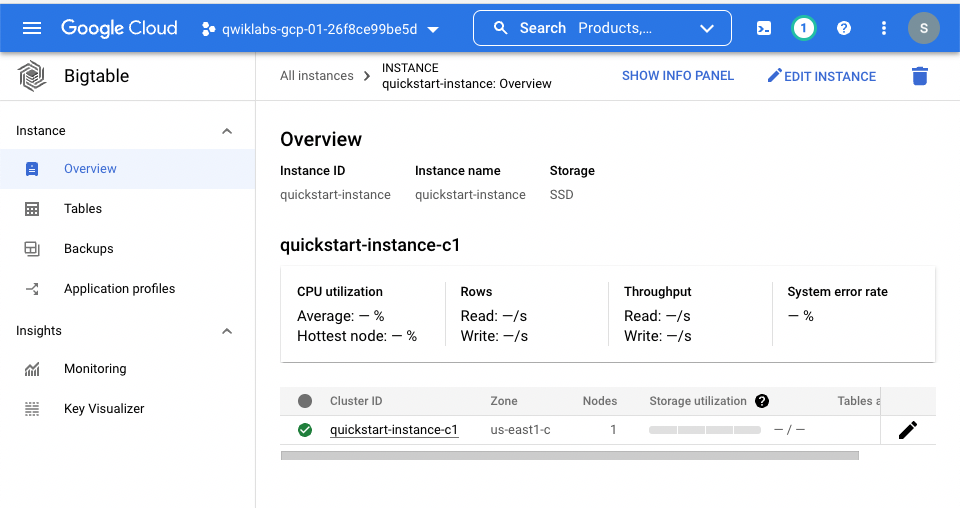 Google Cloud
qwiklabs-gcp-01-26f8ce99be5d
Search Products,...
1
S
Bigtable
All instances
INSTANCE
quickstart-instance: Overview
SHOW INFO PANEL
EDIT INSTANCE
Instance
Overview
Tables
Backups
Application profiles
Insights
Monitoring
Key Visualizer
Overview
Instance ID Instance name Storage
quickstart-instance quickstart-instance SSD
quickstart-instance-c1
CPU utilization
Average: — %
Hottest node: — %
Rows
Read: —/s
Write: —/s
Throughput
Read: —/s
Write: —/s
System error rate
— %
Cluster ID Zone Nodes Storage utilization ? Tables a
quickstart-instance-c1 us-east1-c 1 — / —